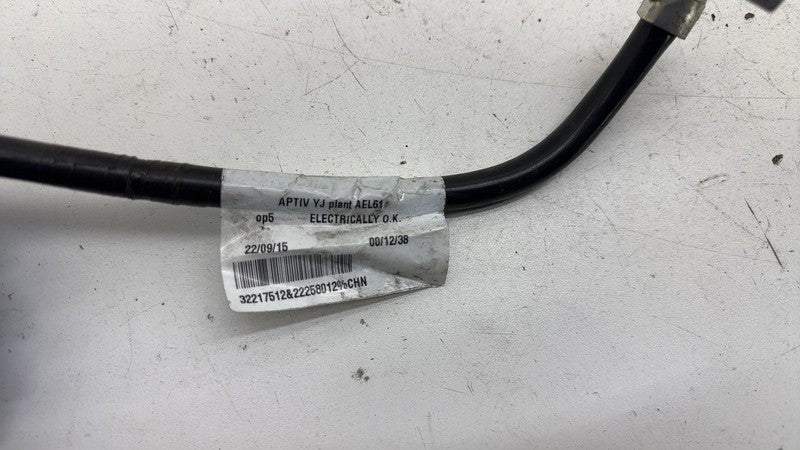 APTIV YJ plant AEL61
op5 ELECTRICALLY O.K.
22/09/15 00/12/38
32217512&22258012%CHN